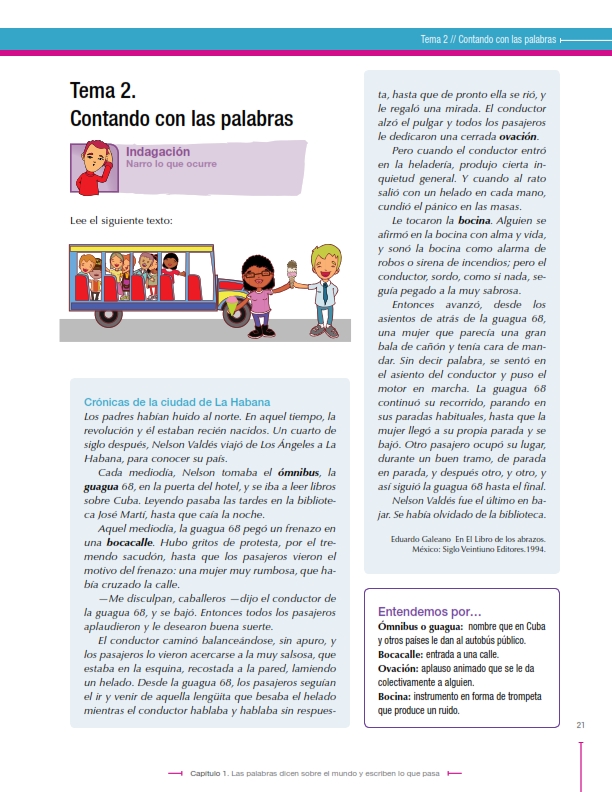 Tema 2 // Contando con las palabras
Tema 2.
Contando con las palabras
Indagación
Narro lo que ocurre
Lee el siguiente texto:
Crónicas de la ciudad de La Habana
Los padres habían huido al norte. En aquel tiempo, la
revolución y él estaban recién nacidos. Un cuarto de
siglo después, Nelson Valdés viajó de Los Ángeles a La
Habana, para conocer su país.
Cada mediodía, Nelson tomaba el ómnibus, la
guagua 68, en la puerta del hotel, y se iba a leer libros
sobre Cuba. Leyendo pasaba las tardes en la bibliote-
ca José Martí, hasta que caía la noche.
Aquel mediodía, la guagua 68 pegó un frenazo en
una bocacalle. Hubo gritos de protesta, por el tre-
mendo sacudón, hasta que los pasajeros vieron el
motivo del frenazo: una mujer muy rumbosa, que ha-
bía cruzado la calle.
—Me disculpan, caballeros —dijo el conductor de
la guagua 68, y se bajó. Entonces todos los pasajeros
aplaudieron y le desearon buena suerte.
El conductor caminó balanceándose, sin apuro, y
los pasajeros lo vieron acercarse a la muy salsosa, que
estaba en la esquina, recostada a la pared, lamiendo
un helado. Desde la guagua 68, los pasajeros seguían
el ir y venir de aquella lengüita que besaba el helado
mientras el conductor hablaba y hablaba sin respues-
ta, hasta que de pronto ella se rió, y
le regaló una mirada. El conductor
alzó el pulgar y todos los pasajeros
le dedicaron una cerrada ovación.
Pero cuando el conductor entró
en la heladería, produjo cierta in-
quietud general. Y cuando al rato
salió con un helado en cada mano,
cundió el pánico en las masas.
Le tocaron la bocina. Alguien se
afirmó en la bocina con alma y vida,
y sonó la bocina como alarma de
robos o sirena de incendios; pero el
conductor, sordo, como si nada, se-
guía pegado a la muy sabrosa.
Entonces avanzó, desde los
asientos de atrás de la guagua 68,
una mujer que parecía una gran
bala de cañón y tenía cara de man-
dar. Sin decir palabra, se sentó en
el asiento del conductor y puso el
motor en marcha. La guagua 68
continuó su recorrido, parando en
sus paradas habituales, hasta que la
mujer llegó a su propia parada y se
bajó. Otro pasajero ocupó su lugar,
durante un buen tramo, de parada
en parada, y después otro, y otro, y
así siguió la guagua 68 hasta el final.
Nelson Valdés fue el último en ba-
jar. Se había olvidado de la biblioteca.
Eduardo Galeano En El Libro de los abrazos.
México: Siglo Veintiuno Editores.1994.
Entendemos por…
Ómnibus o guagua: nombre que en Cuba
y otros países le dan al autobús público.
Bocacalle: entrada a una calle.
Ovación: aplauso animado que se le da
colectivamente a alguien.
Bocina: instrumento en forma de trompeta
que produce un ruido.
21
Capítulo 1. Las palabras dicen sobre el mundo y escriben lo que pasa